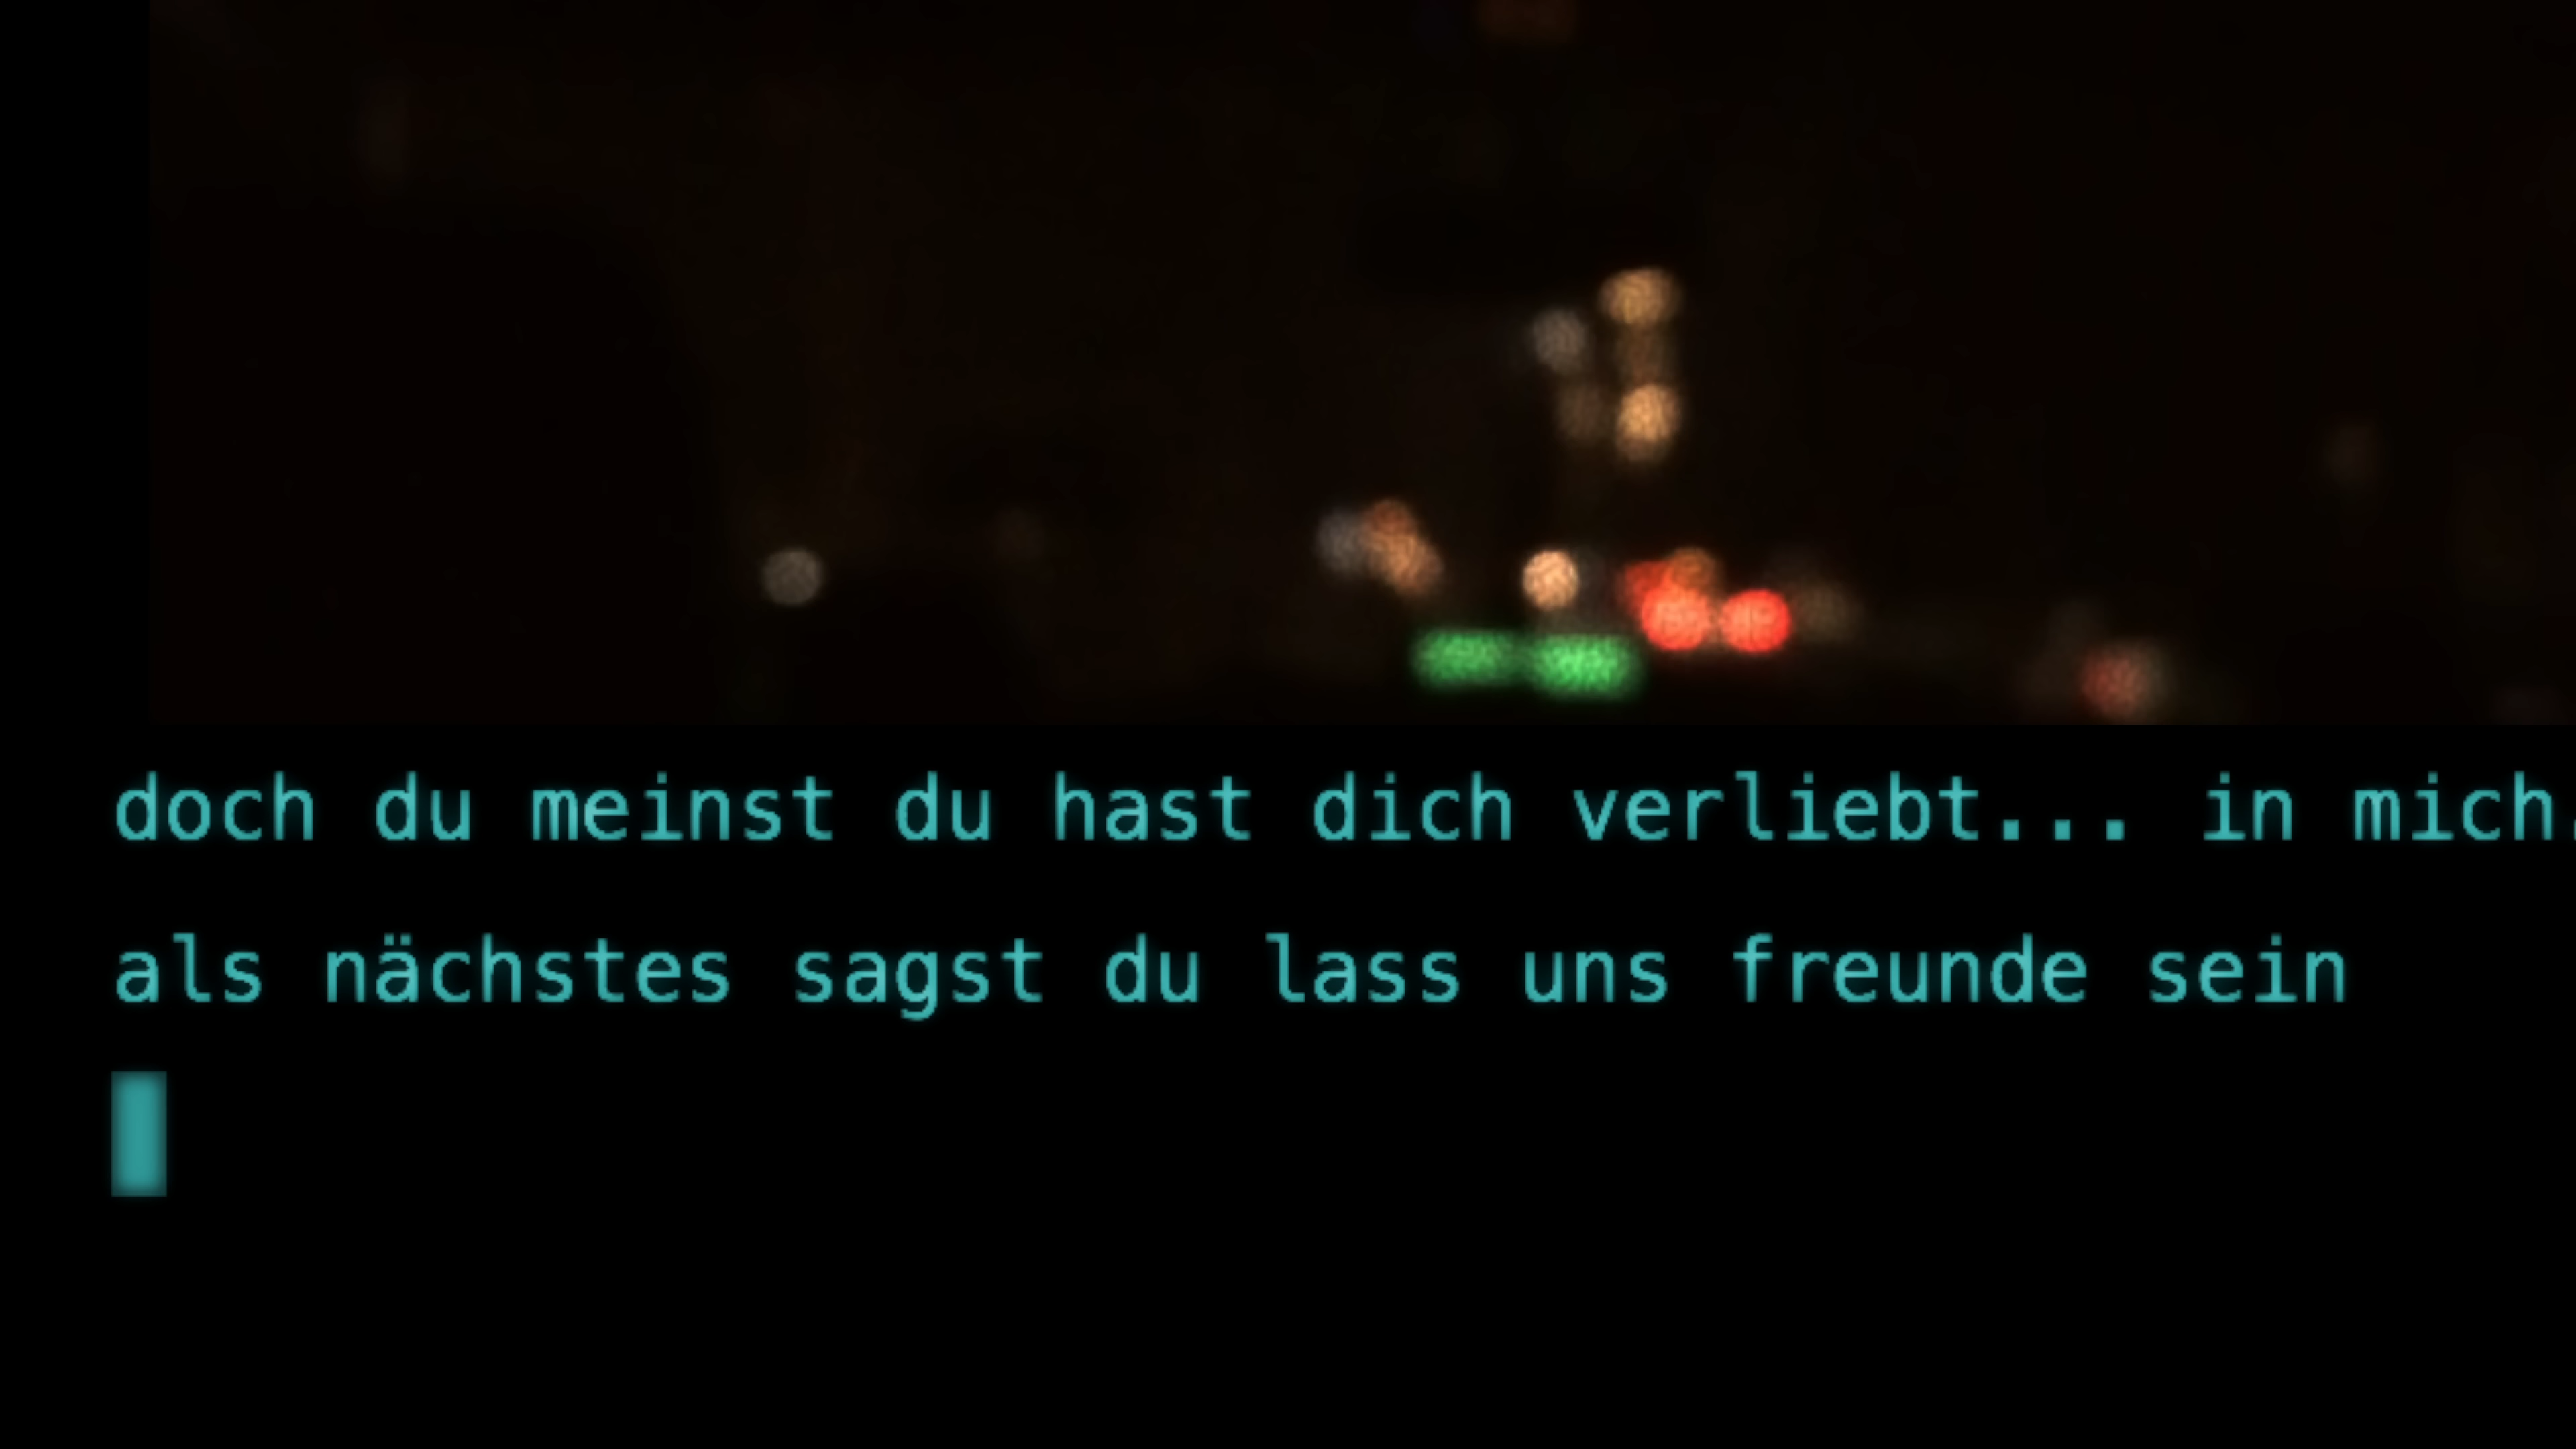 doch du meinst du hast dich verliebt... in mich.
als nächstes sagst du lass uns freunde sein